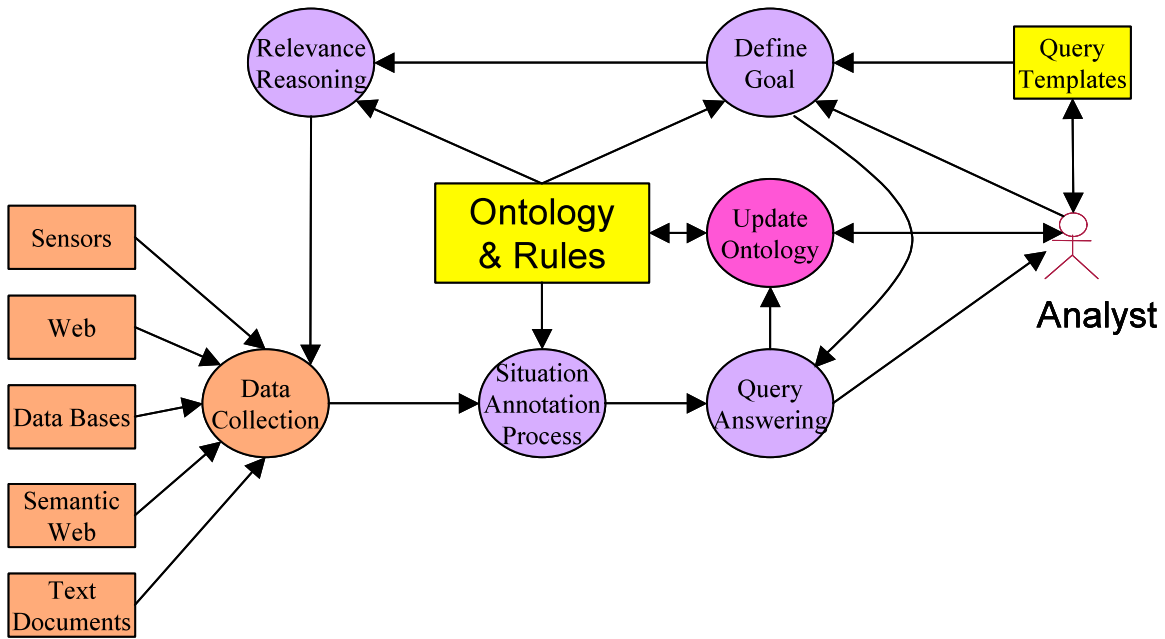 Relevance
Reasoning
Define
Goal
Query
Templates
Ontology
& Rules
Update
Ontology
Sensors
Web
Data Bases
Semantic
Web
Text
Documents
Data
Collection
Situation
Annotation
Process
Query
Answering
Analyst